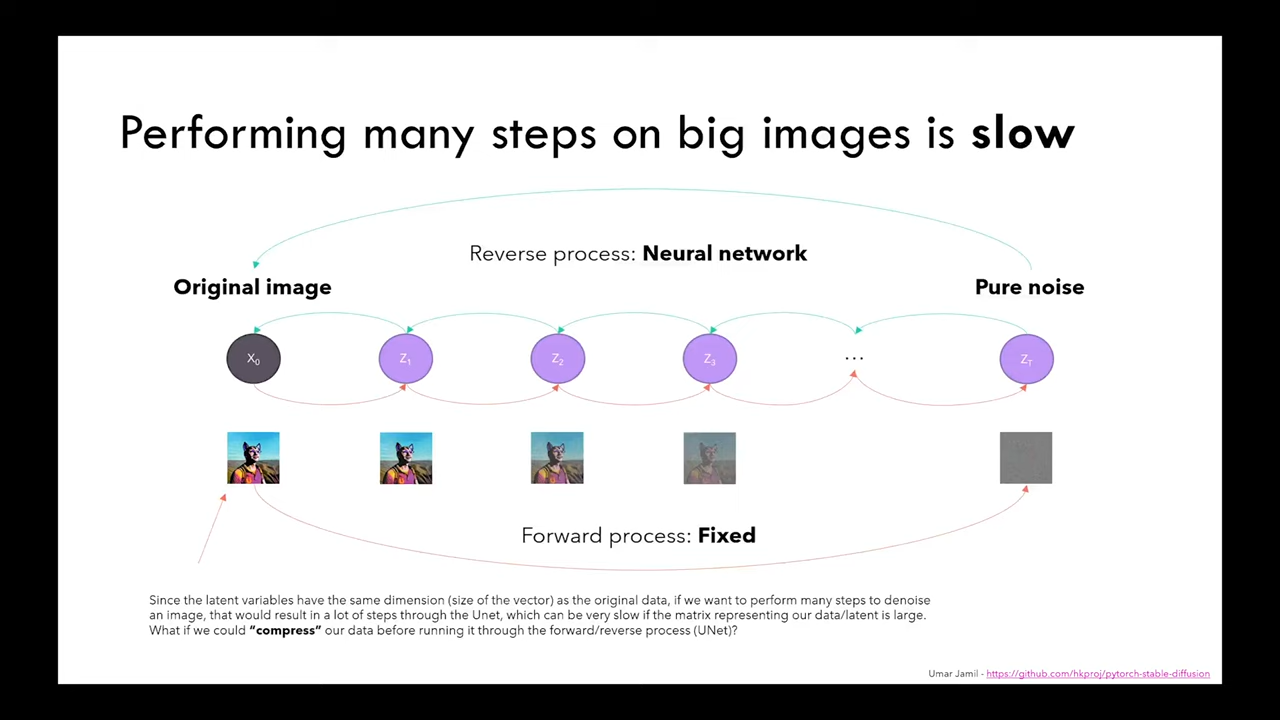 Performing many steps on big images is slow
Reverse process: Neural network
Original image
Pure noise
X0
Z1
Z2
Z3
...
ZT
Forward process: Fixed
Since the latent variables have the same dimension (size of the vector) as the original data, if we want to perform many steps to denoise
an image, that would result in a lot of steps through the Unet, which can be very slow if the matrix representing our data/latent is large.
What if we could “compress” our data before running it through the forward/reverse process (UNet)?
Umar Jamil - https://github.com/hkproj/pytorch-stable-diffusion